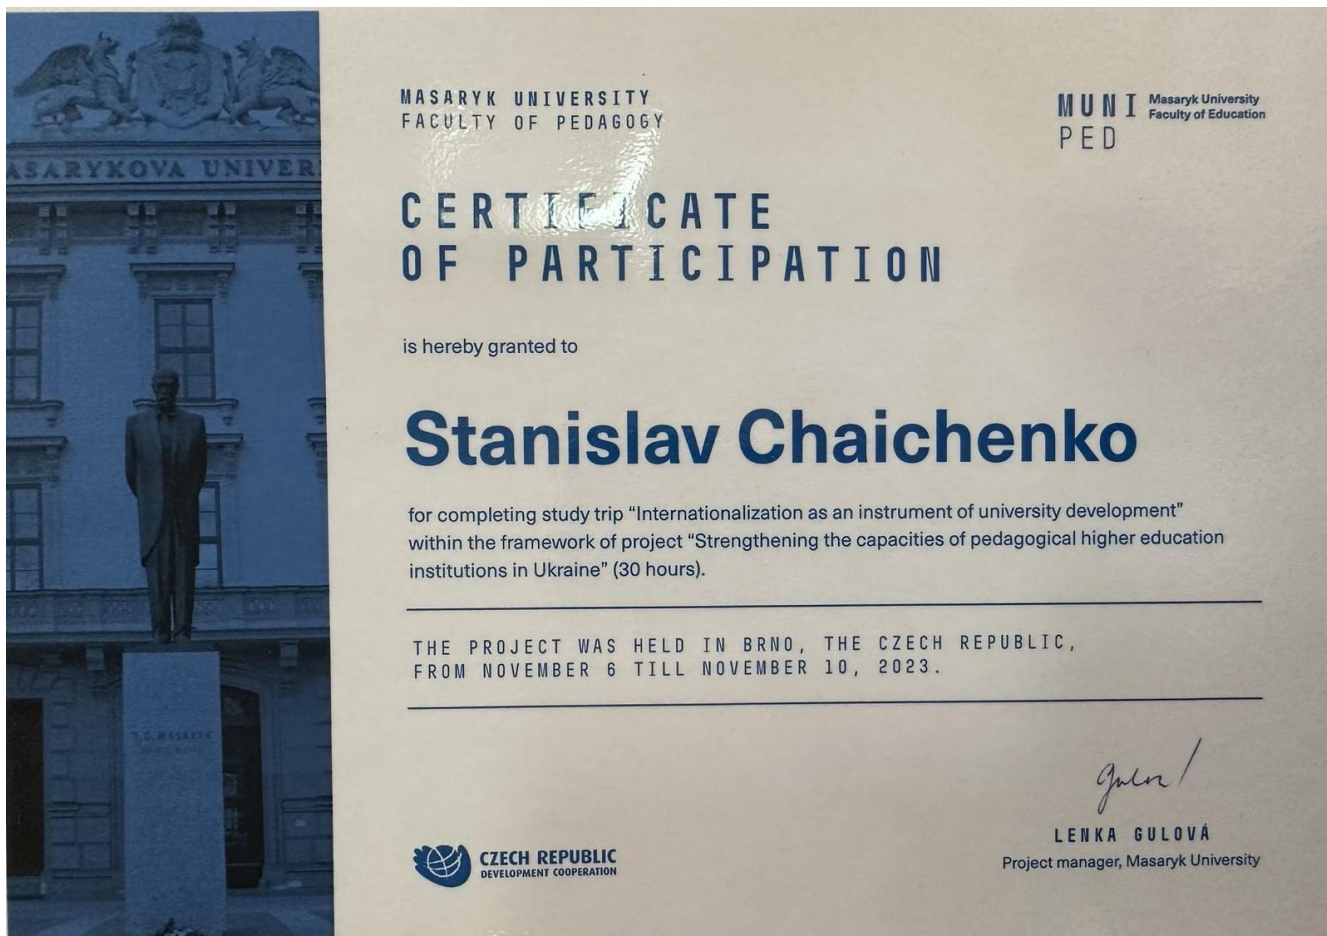 MASARYKOVA UNIVER
MASARYK UNIVERSITY
FACULTY OF PEDAGOGY
MUNI
PED
Masaryk University
Faculty of Education
CERTIFICATE
OF PARTICIPATION
is hereby granted to
Stanislav Chaichenko
for completing study trip “Internationalization as an instrument of university development”
within the framework of project “Strengthening the capacities of pedagogical higher education
institutions in Ukraine” (30 hours).
THE PROJECT WAS HELD IN BRNO, THE CZECH REPUBLIC,
FROM NOVEMBER 6 TILL NOVEMBER 10, 2023.
T. G. MASARYK
LENKA GULOVÁ
Project manager, Masaryk University
CZECH REPUBLIC
DEVELOPMENT COOPERATION